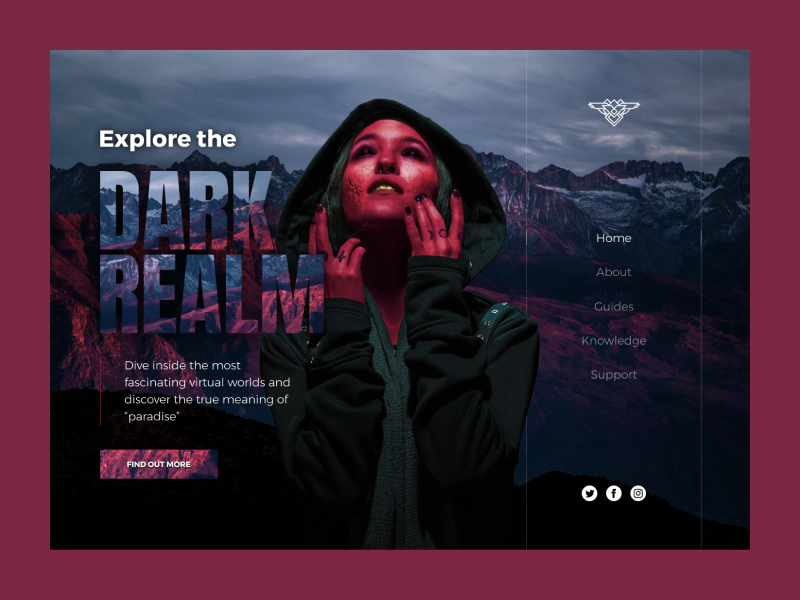 Explore the
DARK
REALM
Dive inside the most
fascinating virtual worlds and
discover the true meaning of
"paradise"
FIND OUT MORE
Home
About
Guides
Knowledge
Support